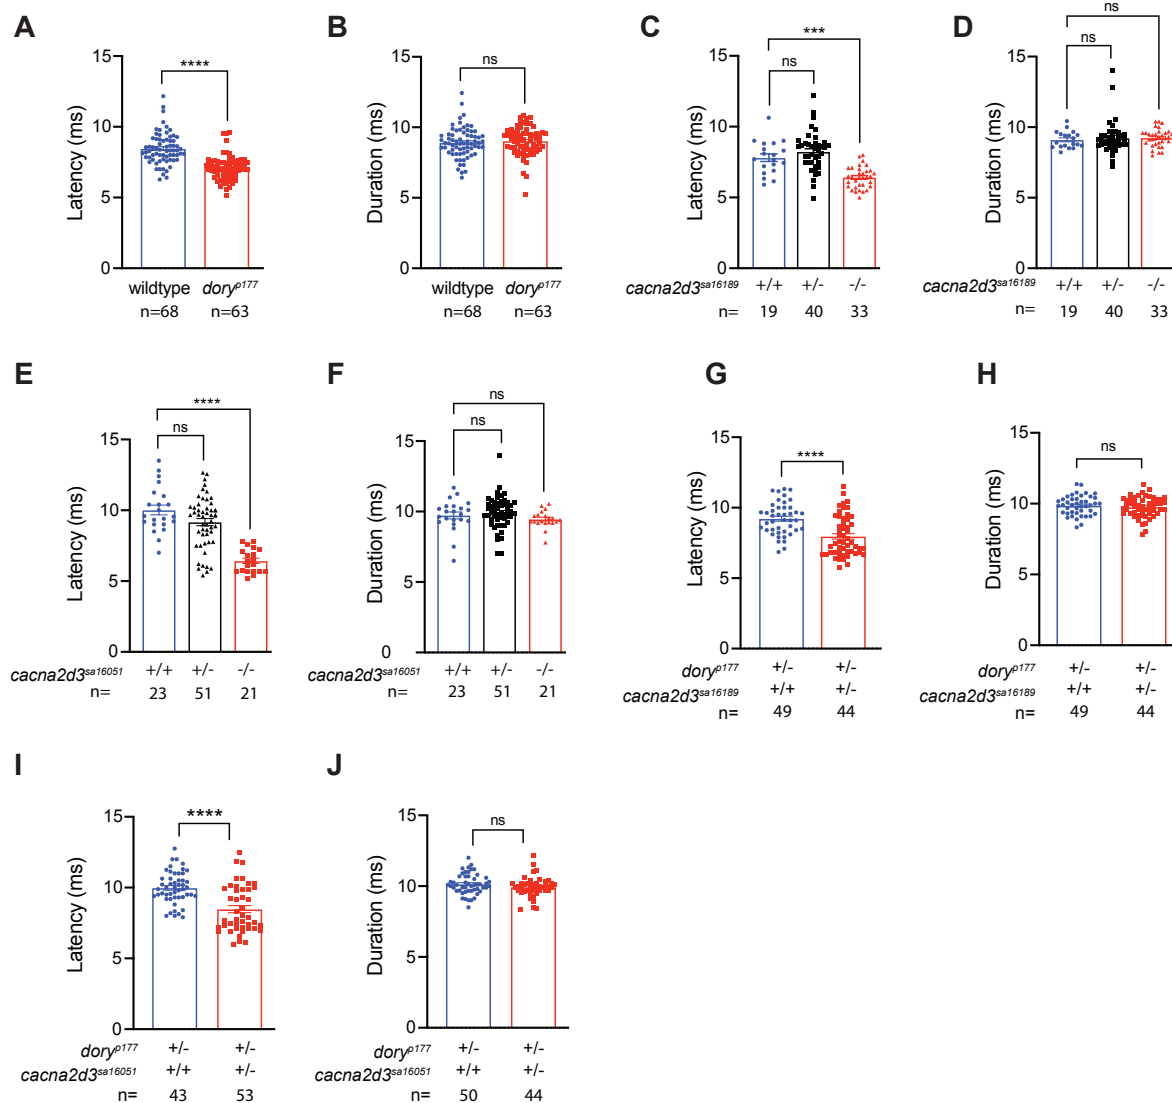 A
Latency (ms)
15
10
5
0
****
wildtype dory^p177
n=68 n=63
B
Duration (ms)
15
10
5
0
ns
wildtype dory^p177
n=68 n=63
C
Latency (ms)
15
10
5
0
***
ns
cacna2d3^sa16189 +/+ +/- -/-
n= 19 40 33
D
Duration (ms)
15
10
5
0
ns
ns
cacna2d3^sa16189 +/+ +/- -/-
n= 19 40 33
E
Latency (ms)
15
10
5
0
****
ns
cacna2d3^sa16051 +/+ +/- -/-
n= 23 51 21
F
Duration (ms)
15
10
5
0
ns
ns
cacna2d3^sa16051 +/+ +/- -/-
n= 23 51 21
G
Latency (ms)
15
10
5
0
****
dory^p177 +/- +/-
cacna2d3^sa16189 +/+ +/-
n= 49 44
H
Duration (ms)
15
10
5
0
ns
dory^p177 +/- +/-
cacna2d3^sa16189 +/+ +/-
n= 49 44
I
Latency (ms)
15
10
5
0
****
dory^p177 +/- +/-
cacna2d3^sa16051 +/+ +/-
n= 43 53
J
Duration (ms)
15
10
5
0
ns
dory^p177 +/- +/-
cacna2d3^sa16051 +/+ +/-
n= 50 44